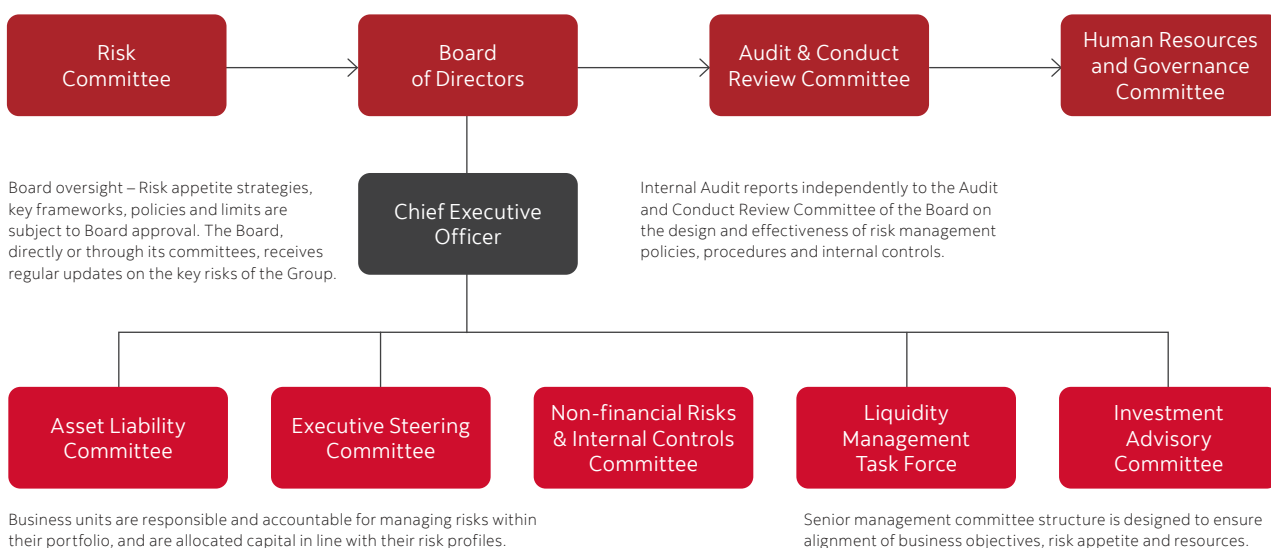 Risk
Committee
Board
of Directors
Audit & Conduct
Review Committee
Human Resources
and Governance
Committee
Board oversight – Risk appetite strategies,
key frameworks, policies and limits are
subject to Board approval. The Board,
directly or through its committees, receives
regular updates on the key risks of the Group.
Chief Executive
Officer
Internal Audit reports independently to the Audit
and Conduct Review Committee of the Board on
the design and effectiveness of risk management
policies, procedures and internal controls.
Asset Liability
Committee
Executive Steering
Committee
Non-financial Risks
& Internal Controls
Committee
Liquidity
Management
Task Force
Investment
Advisory
Committee
Business units are responsible and accountable for managing risks within
their portfolio, and are allocated capital in line with their risk profiles.
Senior management committee structure is designed to ensure
alignment of business objectives, risk appetite and resources.